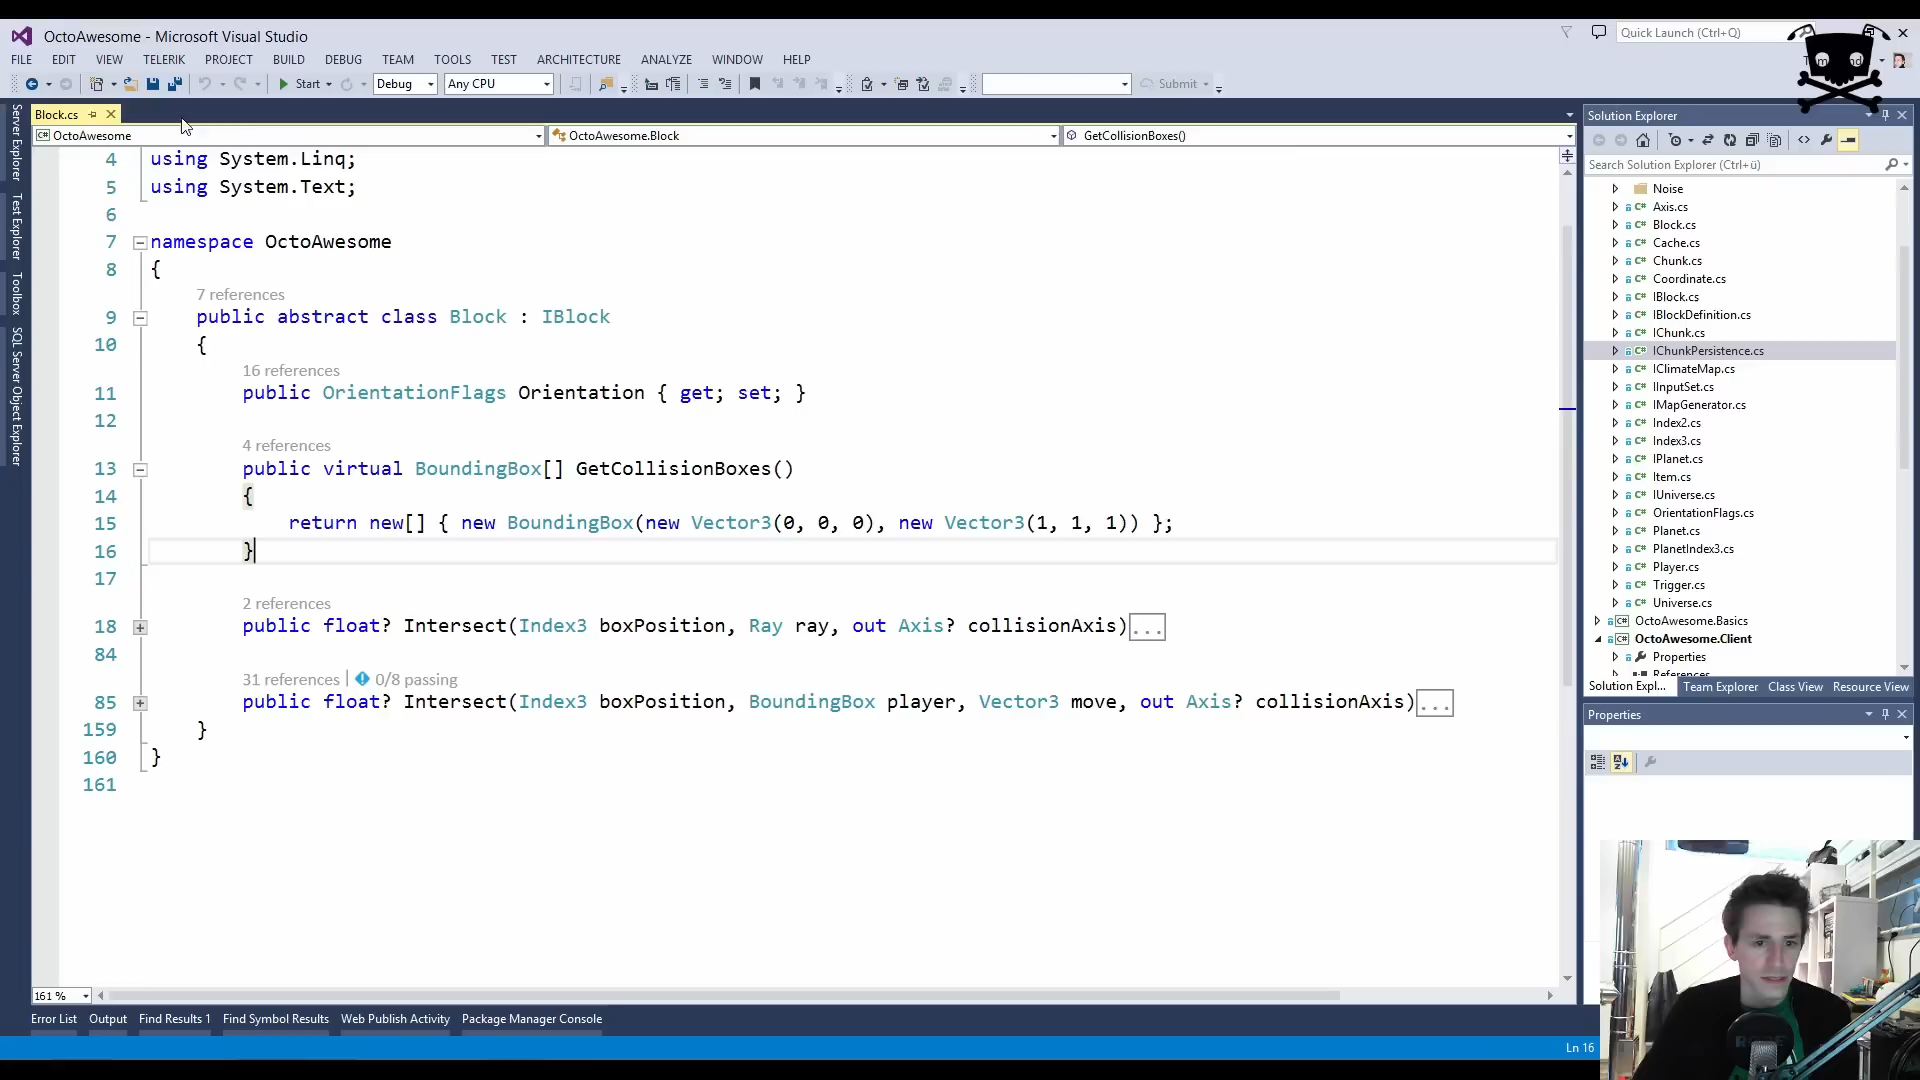 OctoAwesome - Microsoft Visual Studio
Quick Launch (Ctrl+Q)
FILE EDIT VIEW TELERIK PROJECT BUILD DEBUG TEAM TOOLS TEST ARCHITECTURE ANALYZE WINDOW HELP
Start Debug Any CPU Submit
Block.cs
OctoAwesome OctoAwesome.Block GetCollisionBoxes()
Server Explorer
Test Explorer
Toolbox
SQL Server Object Explorer
4 using System.Linq;
5 using System.Text;
6
7 namespace OctoAwesome
8 {
7 references
9 public abstract class Block : IBlock
10 {
16 references
11 public OrientationFlags Orientation { get; set; }
12
4 references
13 public virtual BoundingBox[] GetCollisionBoxes()
14 {
15 return new[] { new BoundingBox(new Vector3(0, 0, 0), new Vector3(1, 1, 1)) };
16 }
17
2 references
18 public float? Intersect(Index3 boxPosition, Ray ray, out Axis? collisionAxis)...
84
31 references | 0/8 passing
85 public float? Intersect(Index3 boxPosition, BoundingBox player, Vector3 move, out Axis? collisionAxis)...
159 }
160 }
161
161 %
Error List Output Find Results 1 Find Symbol Results Web Publish Activity Package Manager Console
Ln 16
Solution Explorer
Search Solution Explorer (Ctrl+ü)
Noise
C# Axis.cs
C# Block.cs
C# Cache.cs
C# Chunk.cs
C# Coordinate.cs
C# IBlock.cs
C# IBlockDefinition.cs
C# IChunk.cs
C# IChunkPersistence.cs
C# IClimateMap.cs
C# IInputSet.cs
C# IMapGenerator.cs
C# Index2.cs
C# Index3.cs
C# IPlanet.cs
C# Item.cs
C# IUniverse.cs
C# OrientationFlags.cs
C# Planet.cs
C# PlanetIndex3.cs
C# Player.cs
C# Trigger.cs
C# Universe.cs
C# OctoAwesome.Basics
C# OctoAwesome.Client
Properties
References
Solution Expl... Team Explorer Class View Resource View
Properties